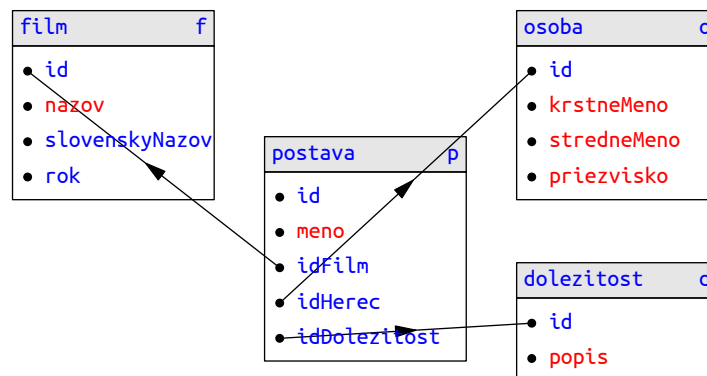 film f
id
nazov
slovenskyNazov
rok
postava p
id
meno
idFilm
idHerec
idDolezitost
osoba
id
krstneMeno
stredneMeno
priezvisko
dolezitost
id
popis